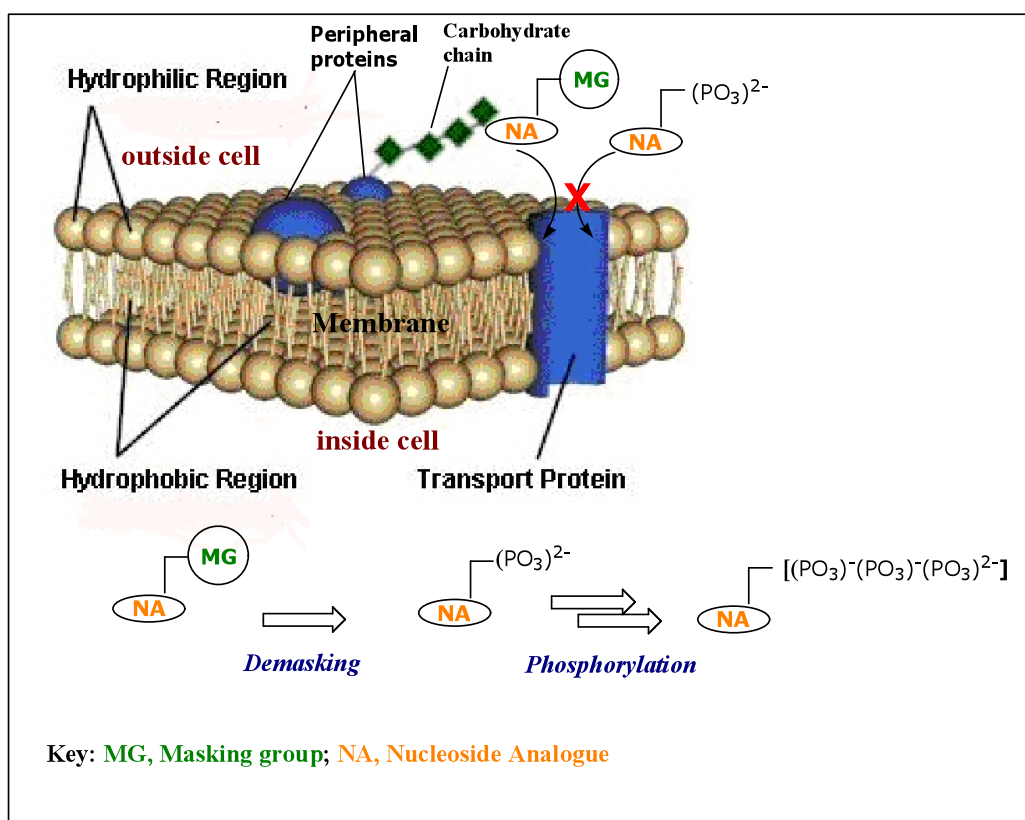 Peripheral
proteins
Carbohydrate
chain
MG
NA
(PO3)2-
NA
Hydrophilic Region
outside cell
X
Membrane
inside cell
Hydrophobic Region
Transport Protein
MG
NA
(PO3)2-
NA
[(PO3)-(PO3)-(PO3)2-]
NA
Demasking
Phosphorylation
Key: MG, Masking group; NA, Nucleoside Analogue